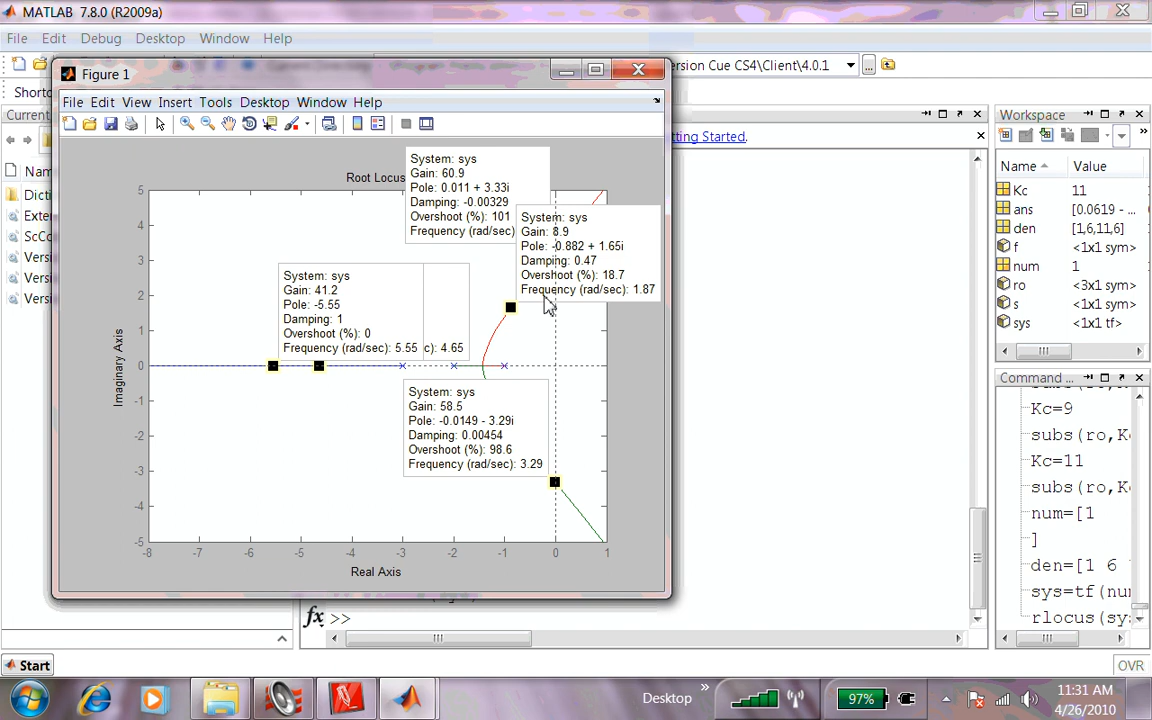 MATLAB 7.8.0 (R2009a)
File Edit Debug Desktop Window Help
rsion Cue CS4\Client\4.0.1
...
Shortc
Figure 1
File Edit View Insert Tools Desktop Window Help
Curren
Nam
Dictio
Exter
ScCo
Versi
Versi
Versi
tting Started.
Root Locus
System: sys
Gain: 60.9
Pole: 0.011 + 3.33i
Damping: -0.00329
Overshoot (%): 101
Frequency (rad/sec)
System: sys
Gain: 8.9
Pole: -0.882 + 1.65i
Damping: 0.47
Overshoot (%): 18.7
Frequency (rad/sec): 1.87
System: sys
Gain: 41.2
Pole: -5.55
Damping: 1
Overshoot (%): 0
Frequency (rad/sec): 5.55
c): 4.65
System: sys
Gain: 58.5
Pole: -0.0149 - 3.29i
Damping: 0.00454
Overshoot (%): 98.6
Frequency (rad/sec): 3.29
5
4
3
2
1
0
-1
-2
-3
-4
-5
-8 -7 -6 -5 -4 -3 -2 -1 0 1
Imaginary Axis
Real Axis
fx >>
Workspace
Name Value
Kc 11
ans [0.0619 - ...
den [1,6,11,6]
f <1x1 sym>
num 1
ro <3x1 sym>
s <1x1 sym>
sys <1x1 tf>
Command ...
Kc=9
subs(ro,K
Kc=11
subs(ro,K
num=[1
]
den=[1 6
sys=tf(nu
rlocus(sy
Start
OVR
Desktop
97%
11:31 AM
4/26/2010